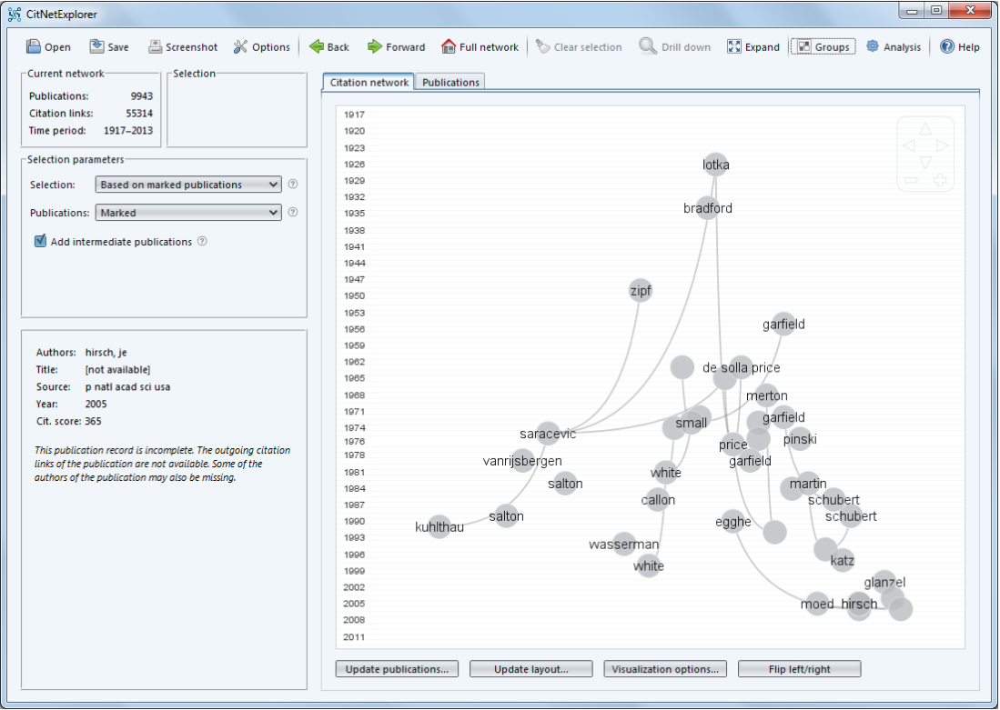 CitNetExplorer
Open Save Screenshot Options Back Forward Full network Clear selection Drill down Expand Groups Analysis Help
Current network
Publications: 9943
Citation links: 55314
Time period: 1917–2013
Selection
Selection parameters
Selection: Based on marked publications ?
Publications: Marked ?
Add intermediate publications ?
Authors: hirsch, je
Title: [not available]
Source: p natl acad sci usa
Year: 2005
Cit. score: 365
This publication record is incomplete. The outgoing citation
links of the publication are not available. Some of the
authors of the publication may also be missing.
Citation network Publications
1917
1920
1923
1926
1929
1932
1935
1938
1941
1944
1947
1950
1953
1956
1959
1962
1965
1968
1971
1974
1976
1978
1981
1984
1987
1990
1993
1996
1999
2002
2005
2008
2011
lotka
bradford
zipf
garfield
de solla price
merton
small
garfield
saracevic
pinski
price
vanrijsbergen
garfield
white
salton
martin
callon
schubert
salton
schubert
kuhlthau
egghe
wasserman
katz
white
glanzel
moed
hirsch
Update publications... Update layout... Visualization options... Flip left/right